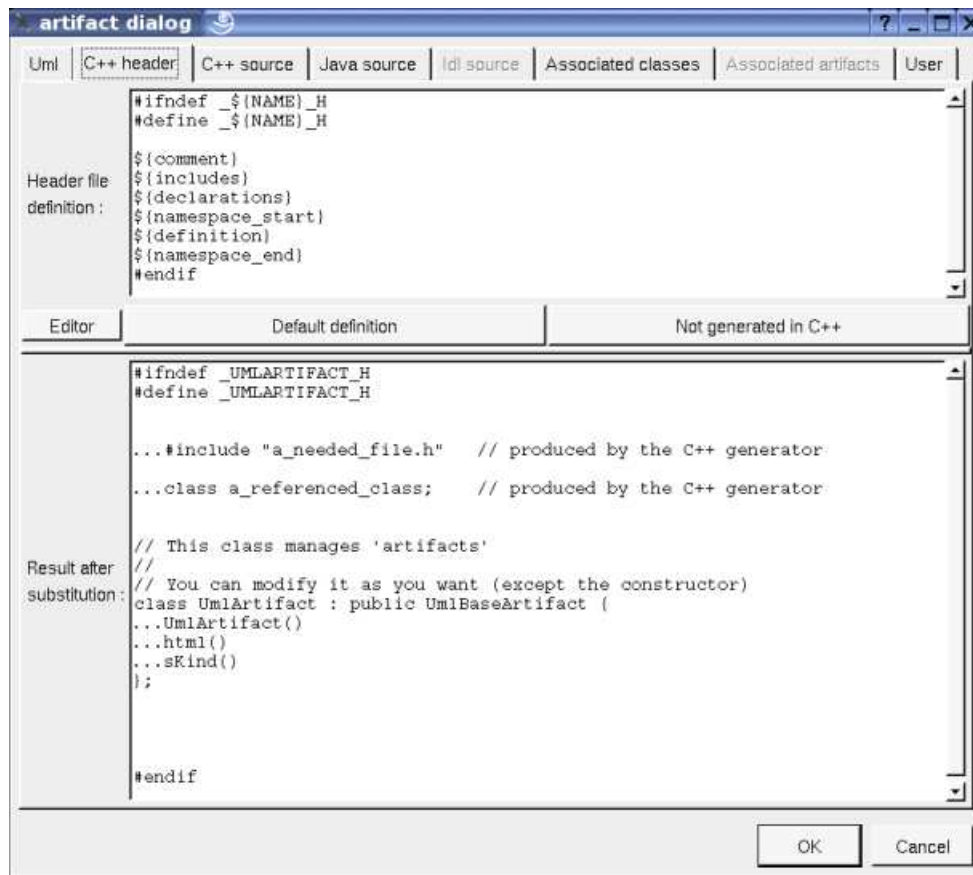 artifact dialog
Uml C++ header C++ source Java source Idl source Associated classes Associated artifacts User
#ifndef _${NAME}_H
#define _${NAME}_H
${comment}
${includes}
${declarations}
${namespace_start}
${definition}
${namespace_end}
#endif
Header file
definition :
Editor Default definition Not generated in C++
#ifndef _UMLARTIFACT_H
#define _UMLARTIFACT_H
...#include "a_needed_file.h" // produced by the C++ generator
...class a_referenced_class; // produced by the C++ generator
// This class manages 'artifacts'
//
// You can modify it as you want (except the constructor)
class UmlArtifact : public UmlBaseArtifact {
...UmlArtifact()
...html()
...sKind()
};
#endif
Result after
substitution :
OK Cancel